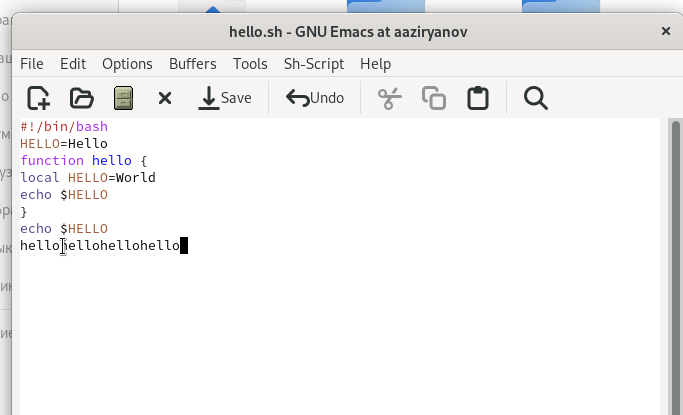 hello.sh - GNU Emacs at aaziryanov
File Edit Options Buffers Tools Sh-Script Help
Save Undo
#!/bin/bash
HELLO=Hello
function hello {
local HELLO=World
echo $HELLO
}
echo $HELLO
hellohellohellohello